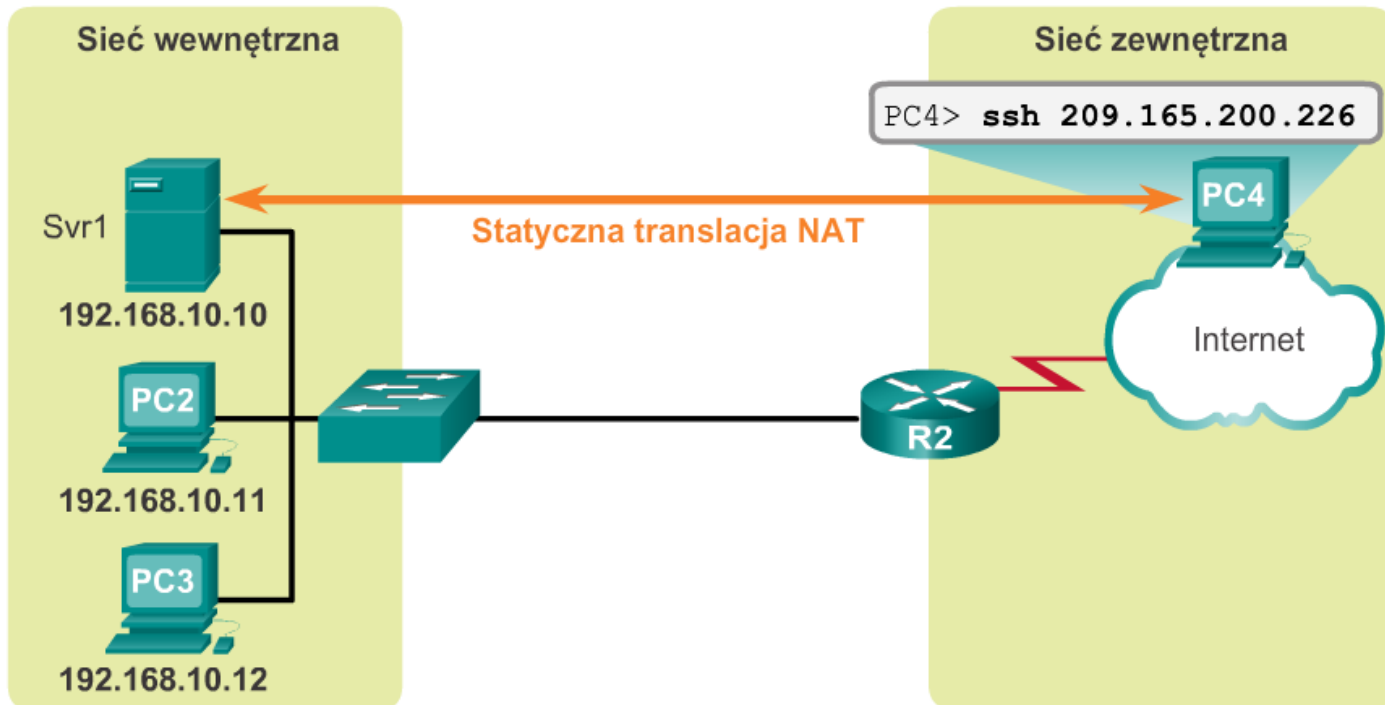 Sieć wewnętrzna
Sieć zewnętrzna
PC4> ssh 209.165.200.226
Svr1
192.168.10.10
Statyczna translacja NAT
PC4
Internet
PC2
192.168.10.11
R2
PC3
192.168.10.12